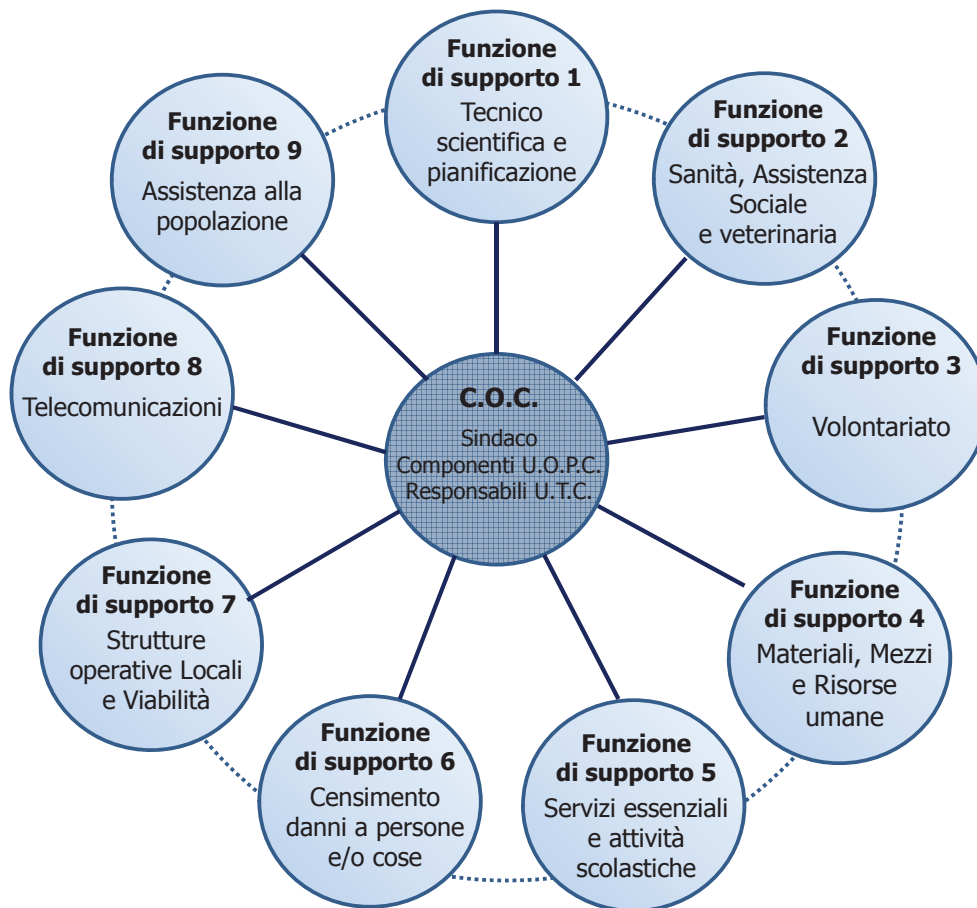 Funzione
di supporto 1
Tecnico
scientifica e
pianificazione
Funzione
di supporto 2
Sanità, Assistenza
Sociale
e veterinaria
Funzione
di supporto 3
Volontariato
Funzione
di supporto 4
Materiali, Mezzi
e Risorse
umane
Funzione
di supporto 5
Servizi essenziali
e attività
scolastiche
Funzione
di supporto 6
Censimento
danni a persone
e/o cose
Funzione
di supporto 7
Strutture
operative Locali
e Viabilità
Funzione
di supporto 8
Telecomunicazioni
Funzione
di supporto 9
Assistenza alla
popolazione
C.O.C.
Sindaco
Componenti U.O.P.C.
Responsabili U.T.C.